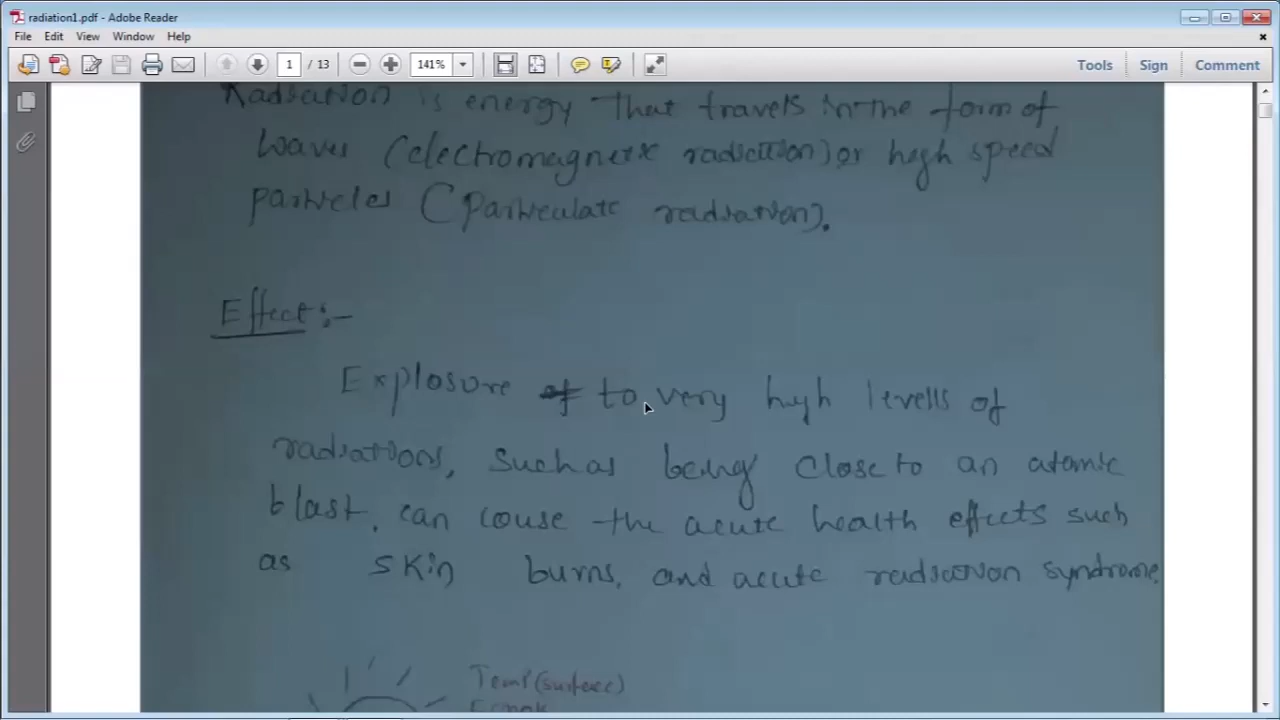 radiation1.pdf - Adobe Reader
File Edit View Window Help
1 / 13 141% Tools Sign Comment
Radiation is energy that travels in the form of
waves (electromagnetic radiation) or high speed
particles (particulate radiation).
Effect:-
Explosure of to very high levells of
radiations, such as being close to an atomic
blast, can couse the acute health effects such
as skin burns, and acute radiation syndrome.
Temp (surface)